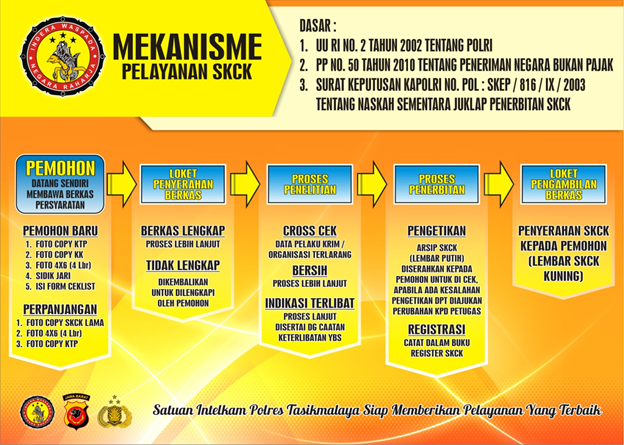 INDERA WASPADA
NEGARA RAHARJA
MEKANISME
PELAYANAN SKCK
DASAR :
1. UU RI NO. 2 TAHUN 2002 TENTANG POLRI
2. PP NO. 50 TAHUN 2010 TENTANG PENERIMAN NEGARA BUKAN PAJAK
3. SURAT KEPUTUSAN KAPOLRI NO. POL : SKEP / 816 / IX / 2003
TENTANG NASKAH SEMENTARA JUKLAP PENERBITAN SKCK
PEMOHON
DATANG SENDIRI
MEMBAWA BERKAS
PERSYARATAN
PEMOHON BARU
1. FOTO COPY KTP
2. FOTO COPY KK
3. FOTO 4X6 (4 Lbr)
4. SIDIK JARI
5. ISI FORM CEKLIST
PERPANJANGAN
1. FOTO COPY SKCK LAMA
2. FOTO 4X6 (4 Lbr)
3. FOTO COPY KTP
LOKET
PENYERAHAN
BERKAS
BERKAS LENGKAP
PROSES LEBIH LANJUT
TIDAK LENGKAP
DIKEMBALIKAN
UNTUK DILENGKAPI
OLEH PEMOHON
PROSES
PENELITIAN
CROSS CEK
DATA PELAKU KRIM /
ORGANISASI TERLARANG
BERSIH
PROSES LEBIH LANJUT
INDIKASI TERLIBAT
PROSES LANJUT
DISERTAI DG CAATAN
KETERLIBATAN YBS
PROSES
PENERBITAN
PENGETIKAN
ARSIP SKCK
(LEMBAR PUTIH)
DISERAHKAN KEPADA
PEMOHON UNTUK DI CEK,
APABILA ADA KESALAHAN
PENGETIKAN DPT DIAJUKAN
PERUBAHAN KPD PETUGAS
REGISTRASI
CATAT DALAM BUKU
REGISTER SKCK
LOKET
PENGAMBILAN
BERKAS
PENYERAHAN SKCK
KEPADA PEMOHON
(LEMBAR SKCK
KUNING)
Satuan Intelkam Polres Tasikmalaya Siap Memberikan Pelayanan Yang Terbaik.